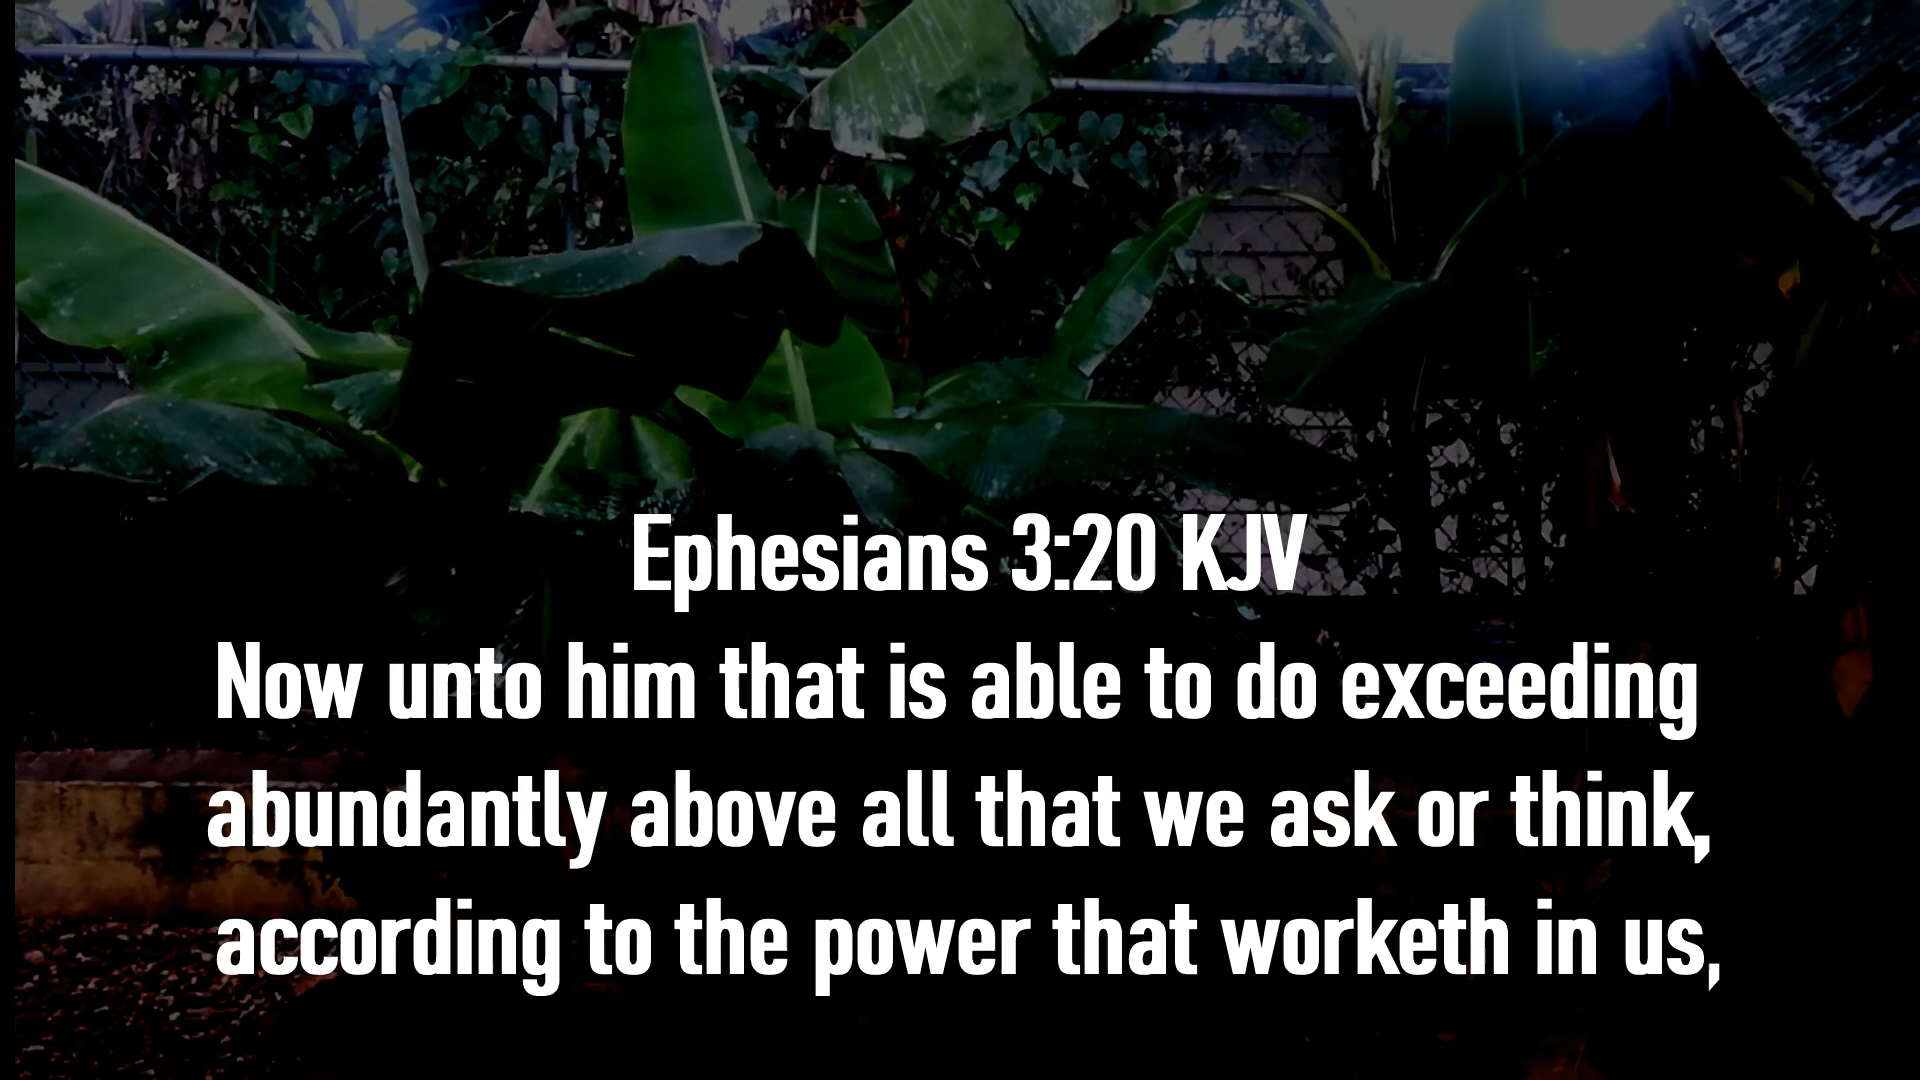 Ephesians 3:20 KJV
Now unto him that is able to do exceeding
abundantly above all that we ask or think,
according to the power that worketh in us,